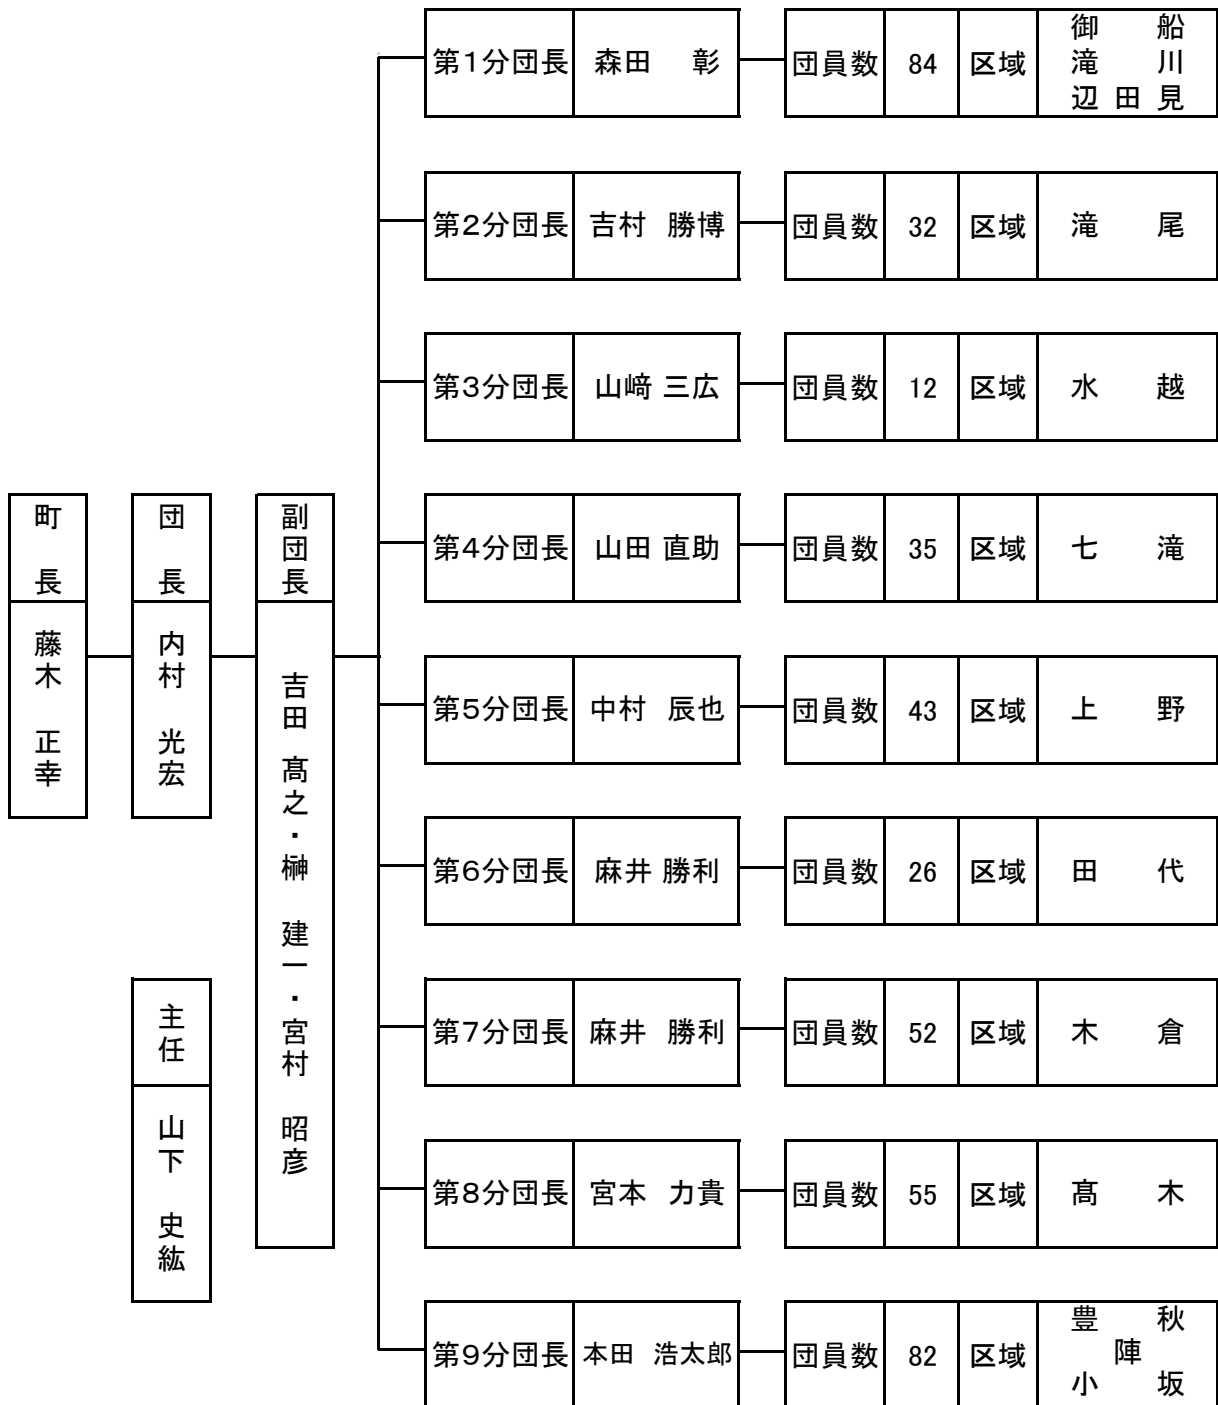 町長
藤木 正幸
団長
内村 光宏
副団長
吉田 髙之・榊 建一・宮村 昭彦
主任
山下 史紘
第1分団長 森田 彰 団員数 84 区域 御船
滝川
辺田見
第2分団長 吉村 勝博 団員数 32 区域 滝尾
第3分団長 山﨑 三広 団員数 12 区域 水越
第4分団長 山田 直助 団員数 35 区域 七滝
第5分団長 中村 辰也 団員数 43 区域 上野
第6分団長 麻井 勝利 団員数 26 区域 田代
第7分団長 麻井 勝利 団員数 52 区域 木倉
第8分団長 宮本 力貴 団員数 55 区域 髙木
第9分団長 本田 浩太郎 団員数 82 区域 豊秋
陣
小坂